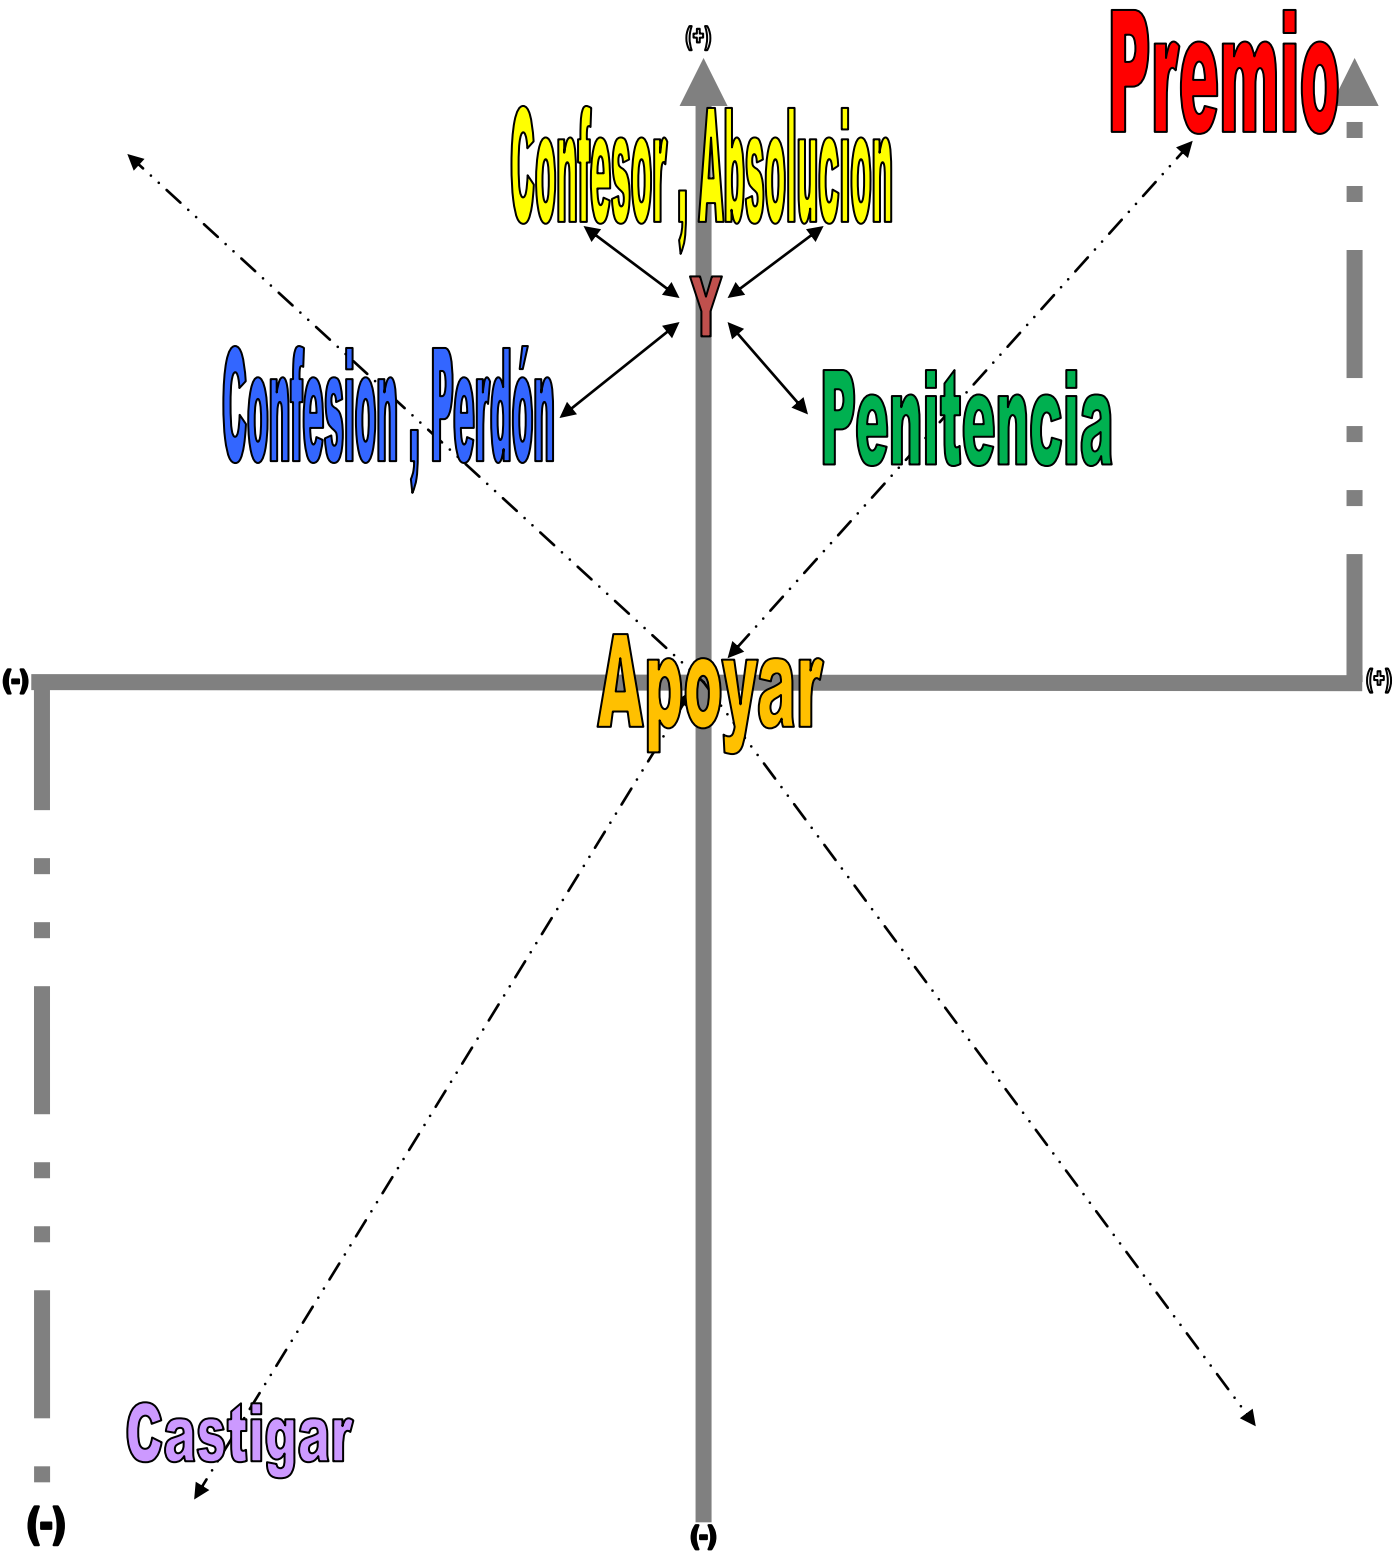 (+)
Premio
Confesor , Absolucion
Y
Confesion , Perdón
Penitencia
(-)
Apoyar
(+)
Castigar
(-)
(-)